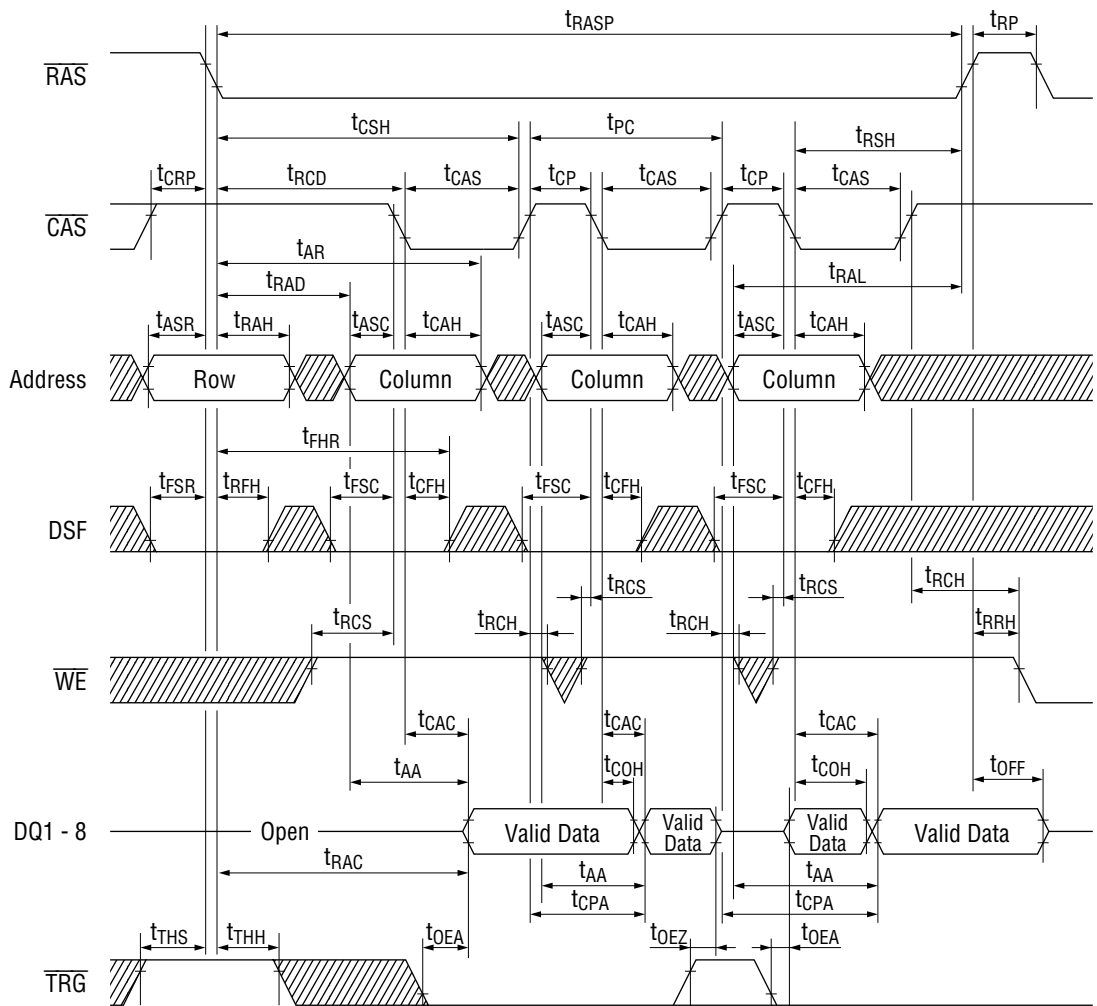 tRASP tRP
RAS
tCSH tPC
tRSH
tCRP tRCD tCAS tCP tCAS tCP tCAS
CAS
tAR
tRAD tRAL
tASR tRAH tASC tCAH tASC tCAH tASC tCAH
Address Row Column Column Column
tFHR
tFSR tRFH tFSC tCFH tFSC tCFH tFSC tCFH
DSF
tRCS tRCS tRCH
tRCS tRCH tRCH tRRH
WE
tCAC tCAC tCAC
tAA tCOH tCOH tOFF
DQ1 - 8 Open Valid Data Valid Data Valid Data Valid Data
tRAC tAA tAA
tCPA tCPA
tTHS tTHH tOEA tOEZ tOEA
TRG